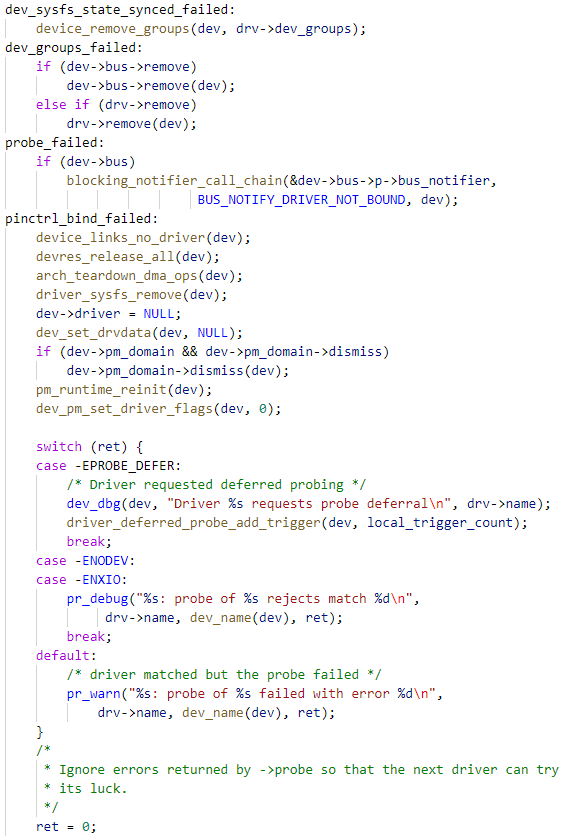 dev_sysfs_state_synced_failed:
    device_remove_groups(dev, drv->dev_groups);
dev_groups_failed:
    if (dev->bus->remove)
        dev->bus->remove(dev);
    else if (drv->remove)
        drv->remove(dev);
probe_failed:
    if (dev->bus)
        blocking_notifier_call_chain(&dev->bus->p->bus_notifier,
                         BUS_NOTIFY_DRIVER_NOT_BOUND, dev);
pinctrl_bind_failed:
    device_links_no_driver(dev);
    devres_release_all(dev);
    arch_teardown_dma_ops(dev);
    driver_sysfs_remove(dev);
    dev->driver = NULL;
    dev_set_drvdata(dev, NULL);
    if (dev->pm_domain && dev->pm_domain->dismiss)
        dev->pm_domain->dismiss(dev);
    pm_runtime_reinit(dev);
    dev_pm_set_driver_flags(dev, 0);

    switch (ret) {
    case -EPROBE_DEFER:
        /* Driver requested deferred probing */
        dev_dbg(dev, "Driver %s requests probe deferral\n", drv->name);
        driver_deferred_probe_add_trigger(dev, local_trigger_count);
        break;
    case -ENODEV:
    case -ENXIO:
        pr_debug("%s: probe of %s rejects match %d\n",
             drv->name, dev_name(dev), ret);
        break;
    default:
        /* driver matched but the probe failed */
        pr_warn("%s: probe of %s failed with error %d\n",
            drv->name, dev_name(dev), ret);
    }
    /*
     * Ignore errors returned by ->probe so that the next driver can try
     * its luck.
     */
    ret = 0;